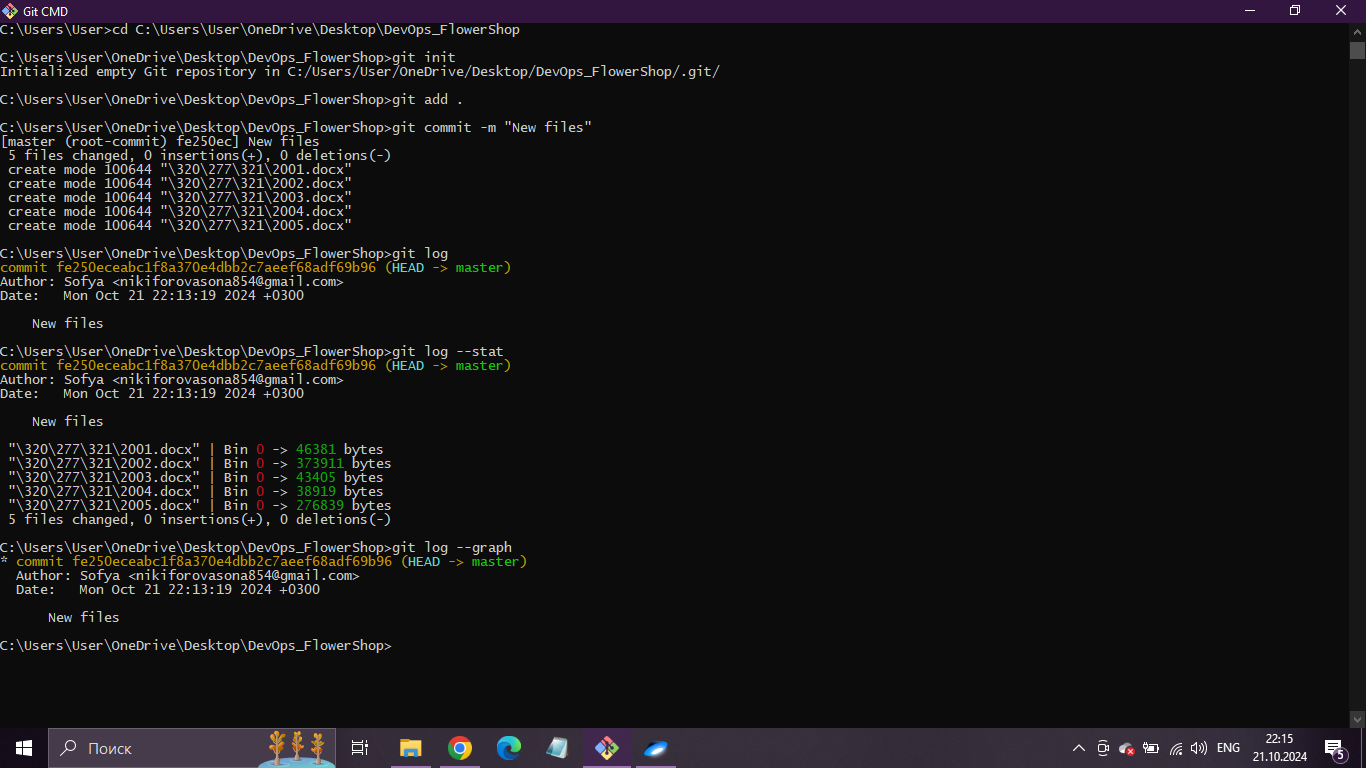 Git CMD
C:\Users\User>cd C:\Users\User\OneDrive\Desktop\DevOps_FlowerShop
C:\Users\User\OneDrive\Desktop\DevOps_FlowerShop>git init
Initialized empty Git repository in C:/Users/User/OneDrive/Desktop/DevOps_FlowerShop/.git/
C:\Users\User\OneDrive\Desktop\DevOps_FlowerShop>git add .
C:\Users\User\OneDrive\Desktop\DevOps_FlowerShop>git commit -m "New files"
[master (root-commit) fe250ec] New files
 5 files changed, 0 insertions(+), 0 deletions(-)
 create mode 100644 "\320\277\321\2001.docx"
 create mode 100644 "\320\277\321\2002.docx"
 create mode 100644 "\320\277\321\2003.docx"
 create mode 100644 "\320\277\321\2004.docx"
 create mode 100644 "\320\277\321\2005.docx"
C:\Users\User\OneDrive\Desktop\DevOps_FlowerShop>git log
commit fe250eceabc1f8a370e4dbb2c7aeef68adf69b96 (HEAD -> master)
Author: Sofya <nikiforovasona854@gmail.com>
Date:   Mon Oct 21 22:13:19 2024 +0300
    New files
C:\Users\User\OneDrive\Desktop\DevOps_FlowerShop>git log --stat
commit fe250eceabc1f8a370e4dbb2c7aeef68adf69b96 (HEAD -> master)
Author: Sofya <nikiforovasona854@gmail.com>
Date:   Mon Oct 21 22:13:19 2024 +0300
    New files
 "\320\277\321\2001.docx" | Bin 0 -> 46381 bytes
 "\320\277\321\2002.docx" | Bin 0 -> 373911 bytes
 "\320\277\321\2003.docx" | Bin 0 -> 43405 bytes
 "\320\277\321\2004.docx" | Bin 0 -> 38919 bytes
 "\320\277\321\2005.docx" | Bin 0 -> 276839 bytes
 5 files changed, 0 insertions(+), 0 deletions(-)
C:\Users\User\OneDrive\Desktop\DevOps_FlowerShop>git log --graph
* commit fe250eceabc1f8a370e4dbb2c7aeef68adf69b96 (HEAD -> master)
  Author: Sofya <nikiforovasona854@gmail.com>
  Date:   Mon Oct 21 22:13:19 2024 +0300
      New files
C:\Users\User\OneDrive\Desktop\DevOps_FlowerShop>
Поиск
ENG
22:15
21.10.2024
5